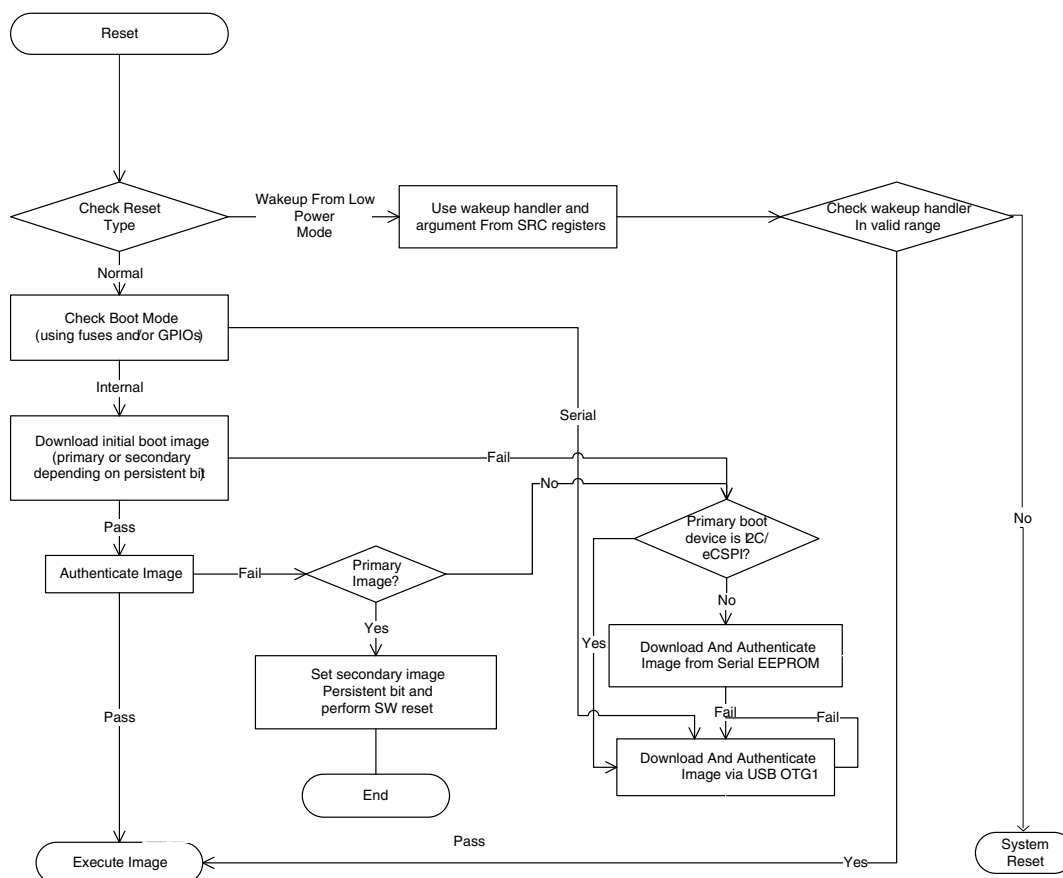 Reset
Check Reset
Type
Wakeup From Low
Power
Mode
Use wakeup handler and
argument From SRC registers
Check wakeup handler
In valid range
Normal
Check Boot Mode
(using fuses and/or GPIOs)
Internal
Serial
Download initial boot image
(primary or secondary
depending on persistent bit)
Fail
No
No
Pass
Primary boot
device is I2C/
eCSPI?
Authenticate Image
Fail
Primary
Image?
No
Yes
Yes
Download And Authenticate
Image from Serial EEPROM
Set secondary image
Persistent bit and
perform SW reset
Pass
Fail
Fail
Download And Authenticate
Image via USB OTG1
End
Pass
Execute Image
Yes
System
Reset